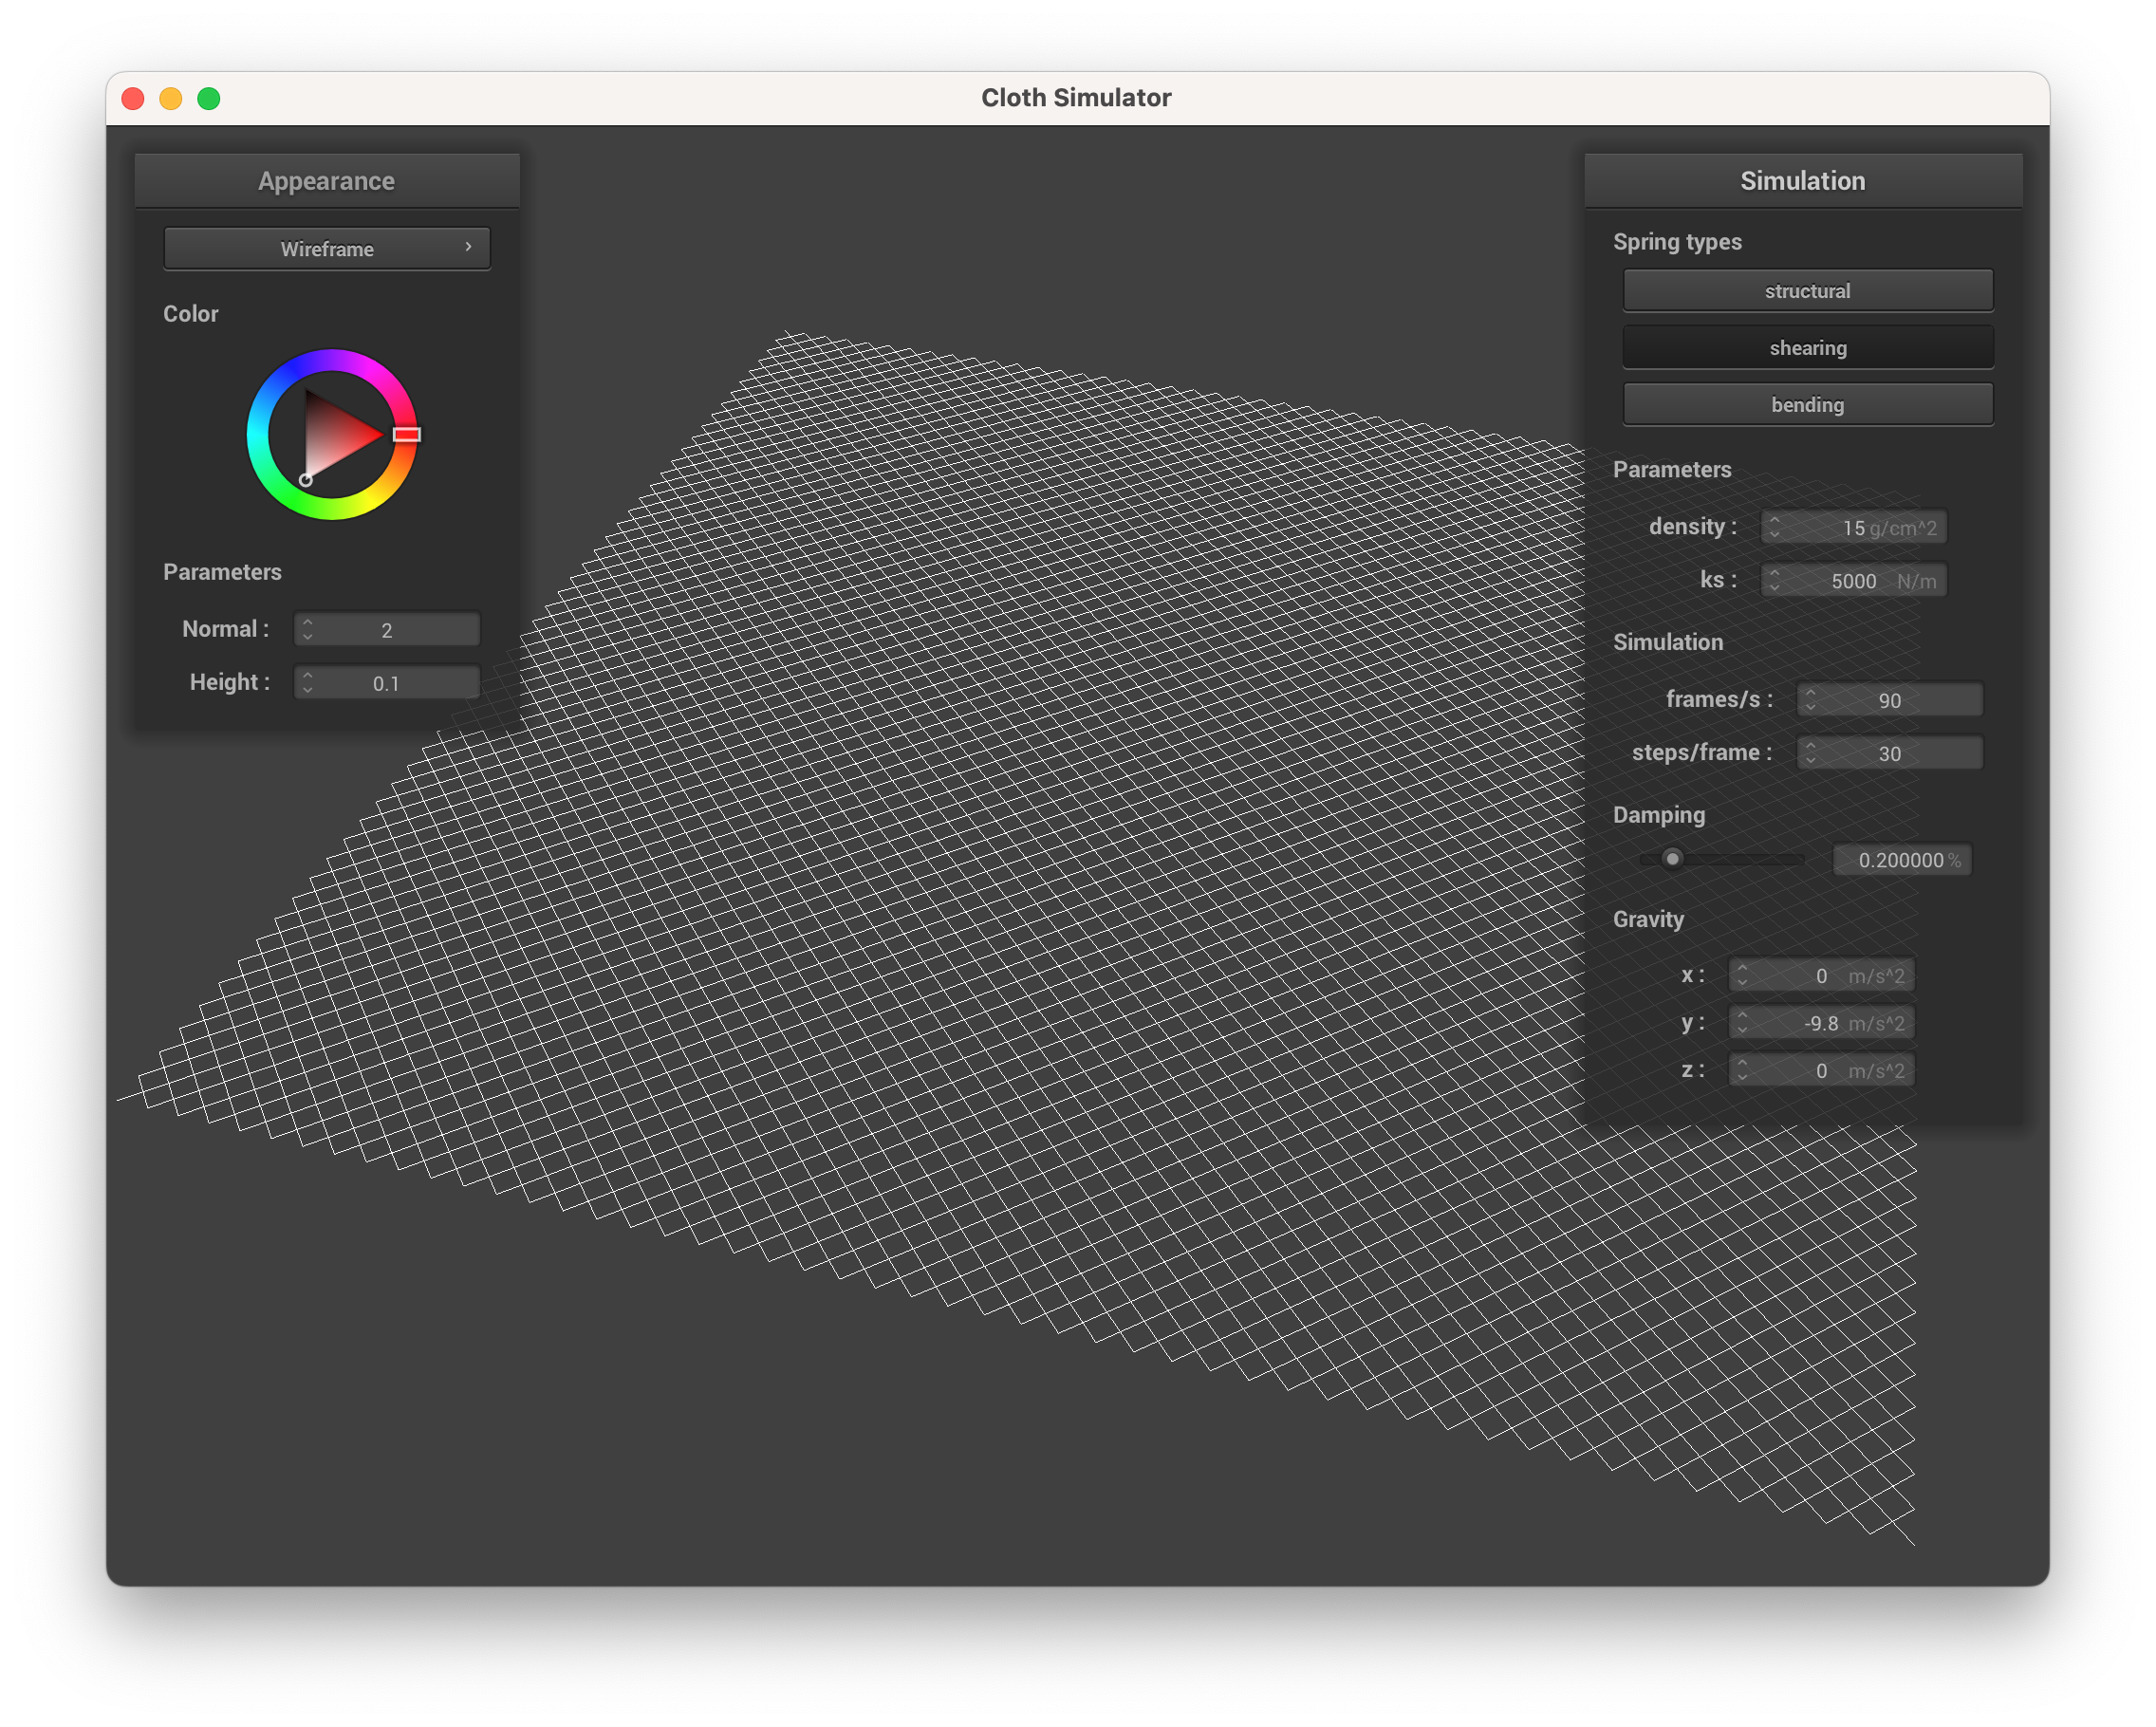 Cloth Simulator
Appearance
Wireframe
Color
Parameters
Normal : 2
Height : 0.1
Simulation
Spring types
structural
shearing
bending
Parameters
density : 15 g/cm^2
ks : 5000 N/m
Simulation
frames/s : 90
steps/frame : 30
Damping
0.200000 %
Gravity
x : 0 m/s^2
y : -9.8 m/s^2
z : 0 m/s^2